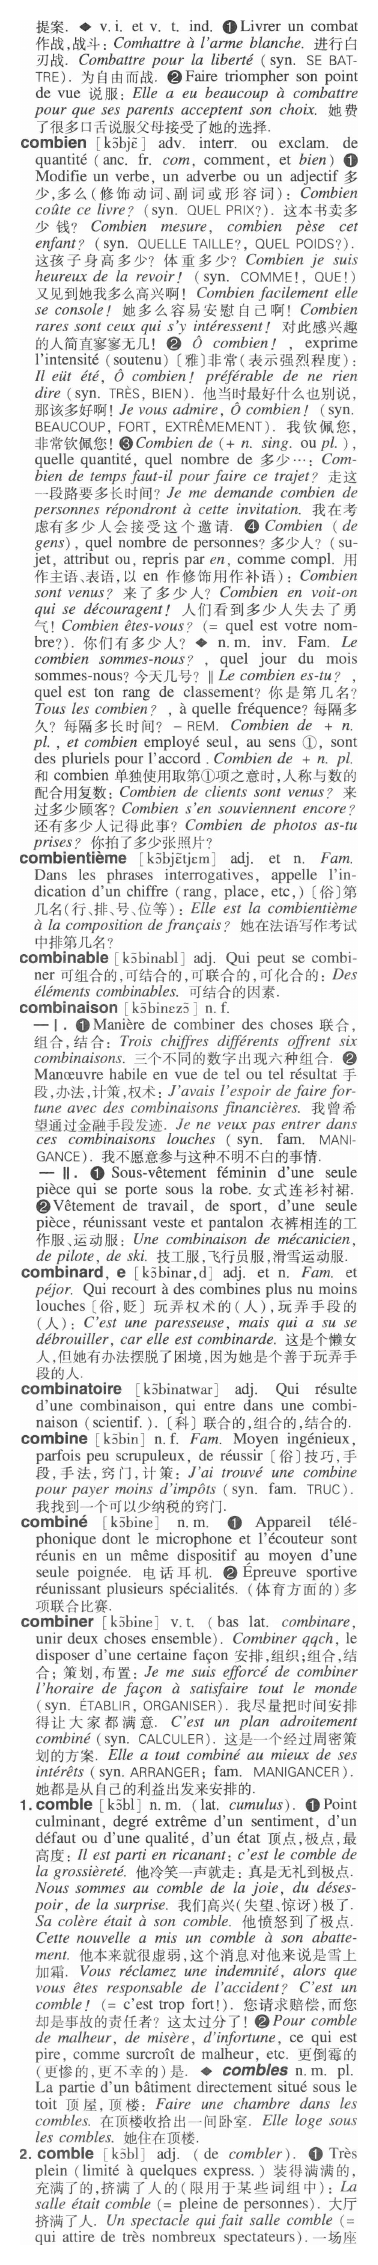 提案. ◆ v. i. et v. t. ind. ❶ Livrer un combat
作战,战斗: Comhattre à l'arme blanche. 进行白
刃战. Combattre pour la liberté (syn. SE BAT-
TRE). 为自由而战. ❷ Faire triompher son point
de vue 说服: Elle a eu beaucoup à combattre
pour que ses parents acceptent son choix. 她费
了很多口舌说服父母接受了她的选择.
combien [kɔ̃bjɛ̃] adv. interr. ou exclam. de
quantité (anc. fr. com, comment, et bien) ❶
Modifie un verbe, un adverbe ou un adjectif 多
少,多么(修饰动词、副词或形容词): Combien
coûte ce livre? (syn. QUEL PRIX?). 这本书卖多
少钱? Combien mesure, combien pèse cet
enfant? (syn. QUELLE TAILLE?, QUEL POIDS?).
这孩子身高多少? 体重多少? Combien je suis
heureux de la revoir! (syn. COMME!, QUE!)
又见到她我多么高兴啊! Combien facilement elle
se console! 她多么容易安慰自己啊! Combien
rares sont ceux qui s'y intéressent! 对此感兴趣
的人简直寥寥无几! ❷ Ô combien!, exprime
l'intensité (soutenu) 〔雅〕非常(表示强烈程度):
Il eût été, Ô combien! préférable de ne rien
dire (syn. TRÈS, BIEN). 他当时最好什么也别说,
那该多好啊! Je vous admire, Ô combien! (syn.
BEAUCOUP, FORT, EXTRÊMEMENT). 我钦佩您,
非常钦佩您! ❸ Combien de (+ n. sing. ou pl.),
quelle quantité, quel nombre de 多少…: Com-
bien de temps faut-il pour faire ce trajet? 走这
一段路要多长时间? Je me demande combien de
personnes répondront à cette invitation. 我在考
虑有多少人会接受这个邀请. ❹ Combien (de
gens), quel nombre de personnes? 多少人? (su-
jet, attribut ou, repris par en, comme compl. 用
作主语、表语,以 en 作修饰用作补语): Combien
sont venus? 来了多少人? Combien en voit-on
qui se découragent! 人们看到多少人失去了勇
气! Combien êtes-vous? (= quel est votre nom-
bre?). 你们有多少人? ◆ n. m. inv. Fam. Le
combien sommes-nous?, quel jour du mois
sommes-nous? 今天几号? ‖ Le combien es-tu?,
quel est ton rang de classement? 你是第几名?
Tous les combien?, à quelle fréquence? 每隔多
久? 每隔多长时间? – REM. Combien de + n.
pl., et combien employé seul, au sens ①, sont
des pluriels pour l'accord. Combien de + n. pl.
和 combien 单独使用取第①项之意时,人称与数的
配合用复数: Combien de clients sont venus? 来
过多少顾客? Combien s'en souviennent encore?
还有多少人记得此事? Combien de photos as-tu
prises? 你拍了多少张照片?
combientième [kɔ̃bjɛ̃tjɛm] adj. et n. Fam.
Dans les phrases interrogatives, appelle l'in-
dication d'un chiffre (rang, place, etc,) 〔俗〕第
几名(行、排、号、位等): Elle est la combientième
à la composition de français? 她在法语写作考试
中排第几名?
combinable [kɔ̃binabl] adj. Qui peut se combi-
ner 可组合的,可结合的,可联合的,可化合的: Des
éléments combinables. 可结合的因素.
combinaison [kɔ̃binezɔ̃] n. f.
— I. ❶ Manière de combiner des choses 联合,
组合,结合: Trois chiffres différents offrent six
combinaisons. 三个不同的数字出现六种组合. ❷
Manœuvre habile en vue de tel ou tel résultat 手
段,办法,计策,权术: J'avais l'espoir de faire for-
tune avec des combinaisons financières. 我曾希
望通过金融手段发迹. Je ne veux pas entrer dans
ces combinaisons louches (syn. fam. MANI-
GANCE). 我不愿意参与这种不明不白的事情.
— II. ❶ Sous-vêtement féminin d'une seule
pièce qui se porte sous la robe. 女式连衫衬裙.
❷ Vêtement de travail, de sport, d'une seule
pièce, réunissant veste et pantalon 衣裤相连的工
作服、运动服: Une combinaison de mécanicien,
de pilote, de ski. 技工服,飞行员服,滑雪运动服.
combinard, e [kɔ̃binar,d] adj. et n. Fam. et
péjor. Qui recourt à des combines plus nu moins
louches 〔俗,贬〕 玩弄权术的(人),玩弄手段的
(人): C'est une paresseuse, mais qui a su se
débrouiller, car elle est combinarde. 这是个懒女
人,但她有办法摆脱了困境,因为她是个善于玩弄手
段的人.
combinatoire [kɔ̃binatwar] adj. Qui résulte
d'une combinaison, qui entre dans une combi-
naison (scientif.). 〔科〕 联合的,组合的,结合的.
combine [kɔ̃bin] n. f. Fam. Moyen ingénieux,
parfois peu scrupuleux, de réussir 〔俗〕技巧,手
段,手法,窍门,计策: J'ai trouvé une combine
pour payer moins d'impôts (syn. fam. TRUC).
我找到一个可以少纳税的窍门.
combiné [kɔ̃bine] n. m. ❶ Appareil télé-
phonique dont le microphone et l'écouteur sont
réunis en un même dispositif au moyen d'une
seule poignée. 电话耳机. ❷ Épreuve sportive
réunissant plusieurs spécialités. (体育方面的)多
项联合比赛.
combiner [kɔ̃bine] v. t. (bas lat. combinare,
unir deux choses ensemble). Combiner qqch, le
disposer d'une certaine façon 安排,组织;组合,结
合; 策划,布置: Je me suis efforcé de combiner
l'horaire de façon à satisfaire tout le monde
(syn. ÉTABLIR, ORGANISER). 我尽量把时间安排
得让大家都满意. C'est un plan adroitement
combiné (syn. CALCULER). 这是一个经过周密策
划的方案. Elle a tout combiné au mieux de ses
intérêts (syn. ARRANGER; fam. MANIGANCER).
她都是从自己的利益出发来安排的.
1. comble [kɔ̃bl] n. m. (lat. cumulus). ❶ Point
culminant, degré extrême d'un sentiment, d'un
défaut ou d'une qualité, d'un état 顶点,极点,最
高度: Il est parti en ricanant: c'est le comble de
la grossièreté. 他冷笑一声就走: 真是无礼到极点.
Nous sommes au comble de la joie, du déses-
poir, de la surprise. 我们高兴(失望、惊讶)极了.
Sa colère était à son comble. 他愤怒到了极点.
Cette nouvelle a mis un comble à son abatte-
ment. 他本来就很虚弱,这个消息对他来说是雪上
加霜. Vous réclamez une indemnité, alors que
vous êtes responsable de l'accident? C'est un
comble! (= c'est trop fort!). 您请求赔偿,而您
却是事故的责任者? 这太过分了! ❷ Pour comble
de malheur, de misère, d'infortune, ce qui est
pire, comme surcroît de malheur, etc. 更倒霉的
(更惨的,更不幸的)是. ◆ combles n. m. pl.
La partie d'un bâtiment directement situé sous le
toit 顶屋,顶楼: Faire une chambre dans les
combles. 在顶楼收拾出一间卧室. Elle loge sous
les combles. 她住在顶楼.
2. comble [kɔ̃bl] adj. (de combler). ❶ Très
plein (limité à quelques express.) 装得满满的,
充满了的,挤满了人的(限用于某些词组中): La
salle était comble (= pleine de personnes). 大厅
挤满了人. Un spectacle qui fait salle comble (=
qui attire de très nombreux spectateurs). 一场座